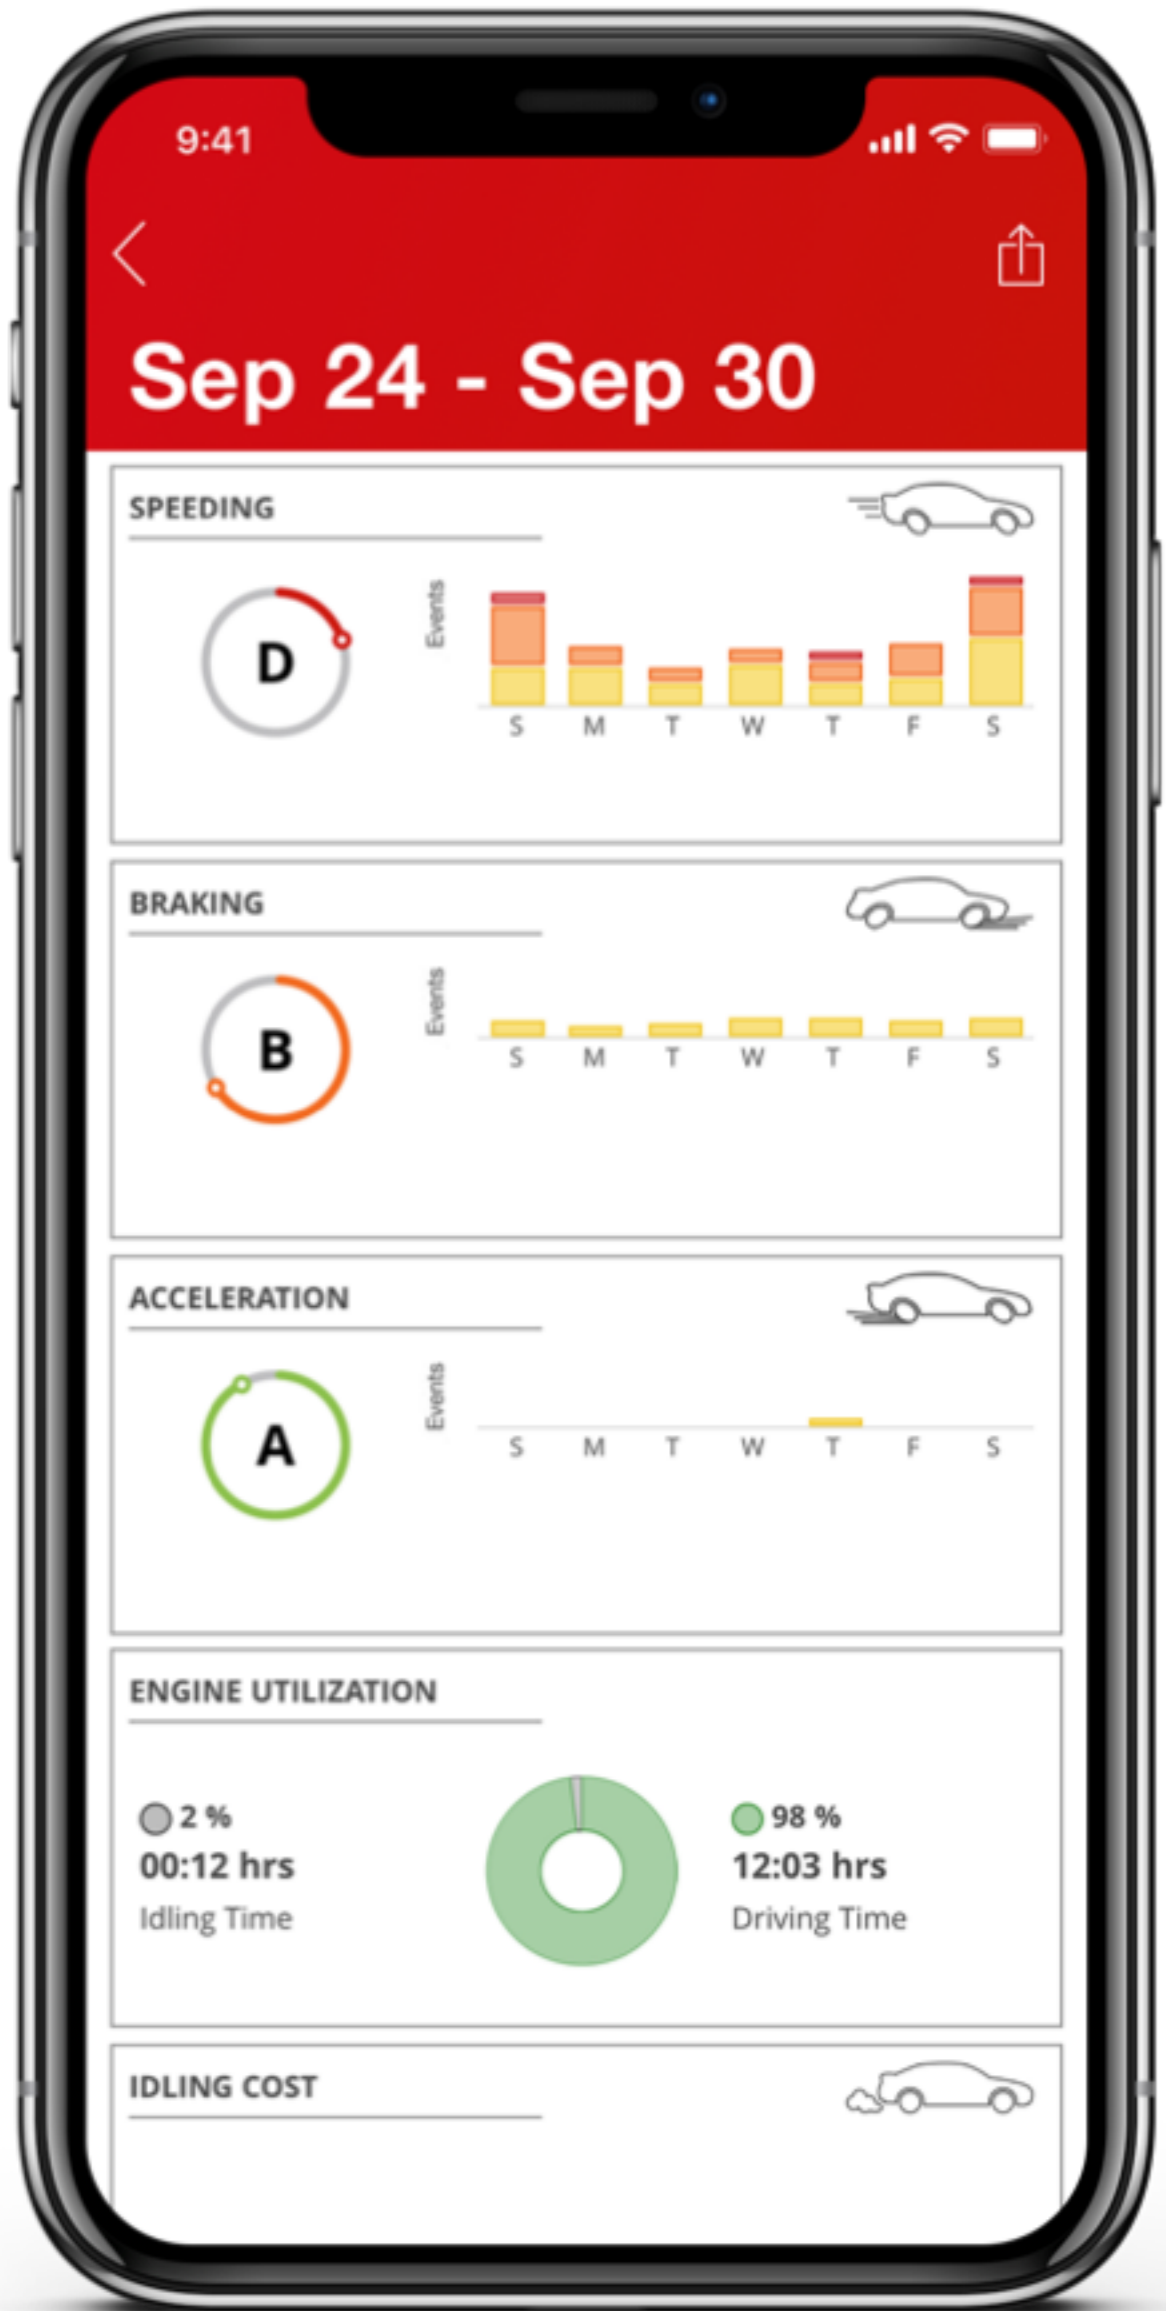 9:41
Sep 24 - Sep 30
SPEEDING
D
Events
S M T W T F S
BRAKING
B
Events
S M T W T F S
ACCELERATION
A
Events
S M T W T F S
ENGINE UTILIZATION
2 %
00:12 hrs
Idling Time
98 %
12:03 hrs
Driving Time
IDLING COST